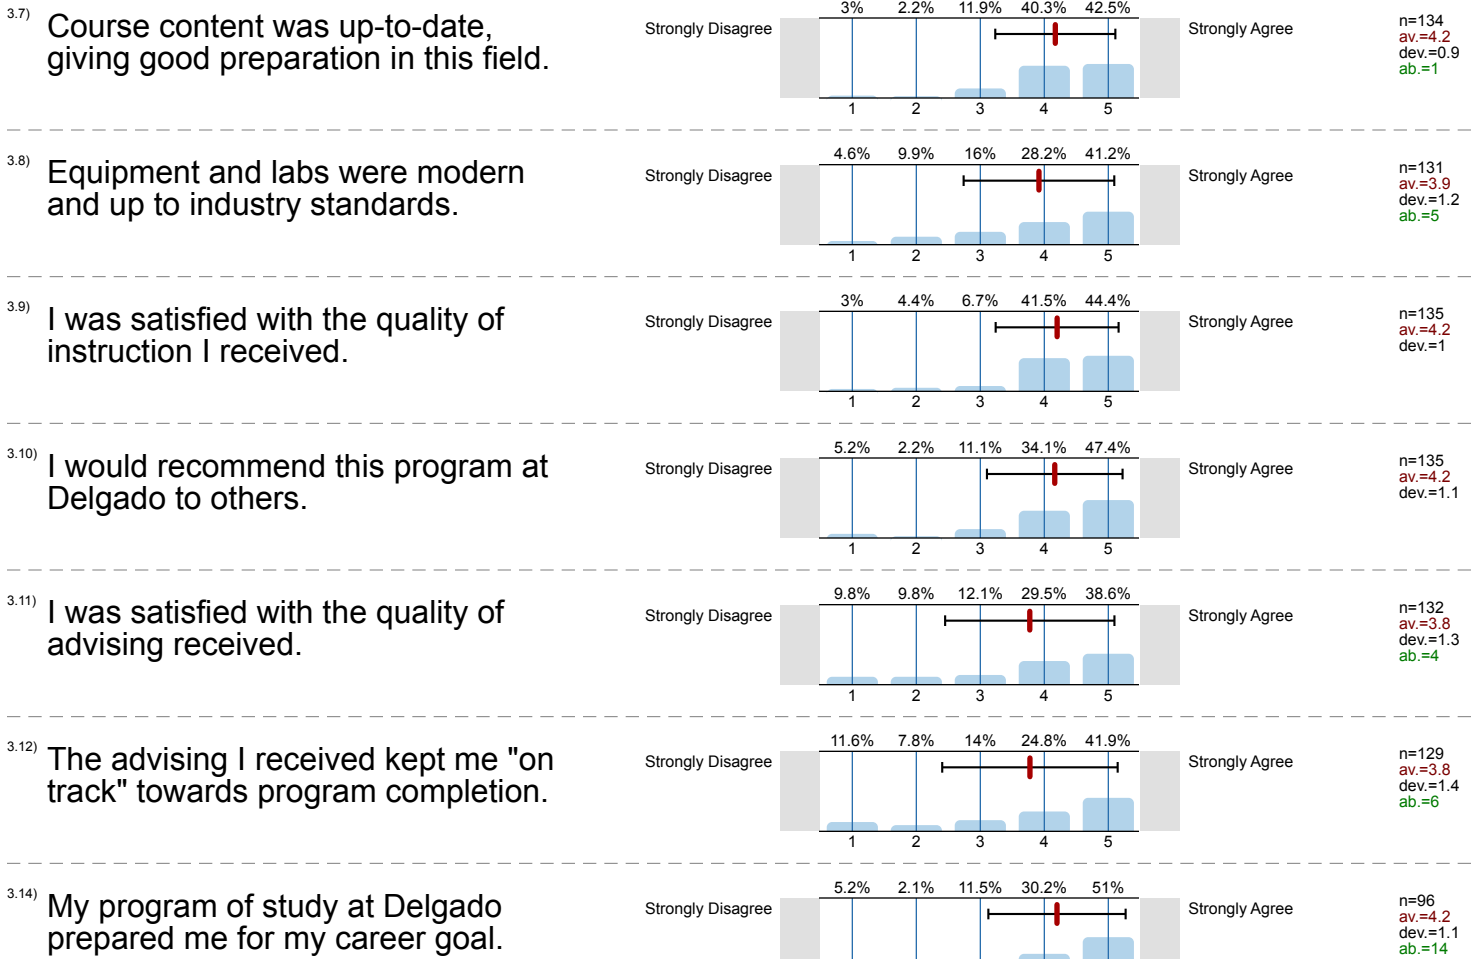 3.7) Course content was up-to-date,
giving good preparation in this field.
3% 2.2% 11.9% 40.3% 42.5%
Strongly Disagree Strongly Agree
1 2 3 4 5
n=134
av.=4.2
dev.=0.9
ab.=1
3.8) Equipment and labs were modern
and up to industry standards.
4.6% 9.9% 16% 28.2% 41.2%
Strongly Disagree Strongly Agree
1 2 3 4 5
n=131
av.=3.9
dev.=1.2
ab.=5
3.9) I was satisfied with the quality of
instruction I received.
3% 4.4% 6.7% 41.5% 44.4%
Strongly Disagree Strongly Agree
1 2 3 4 5
n=135
av.=4.2
dev.=1
3.10) I would recommend this program at
Delgado to others.
5.2% 2.2% 11.1% 34.1% 47.4%
Strongly Disagree Strongly Agree
1 2 3 4 5
n=135
av.=4.2
dev.=1.1
3.11) I was satisfied with the quality of
advising received.
9.8% 9.8% 12.1% 29.5% 38.6%
Strongly Disagree Strongly Agree
1 2 3 4 5
n=132
av.=3.8
dev.=1.3
ab.=4
3.12) The advising I received kept me "on
track" towards program completion.
11.6% 7.8% 14% 24.8% 41.9%
Strongly Disagree Strongly Agree
1 2 3 4 5
n=129
av.=3.8
dev.=1.4
ab.=6
3.14) My program of study at Delgado
prepared me for my career goal.
5.2% 2.1% 11.5% 30.2% 51%
Strongly Disagree Strongly Agree
n=96
av.=4.2
dev.=1.1
ab.=14